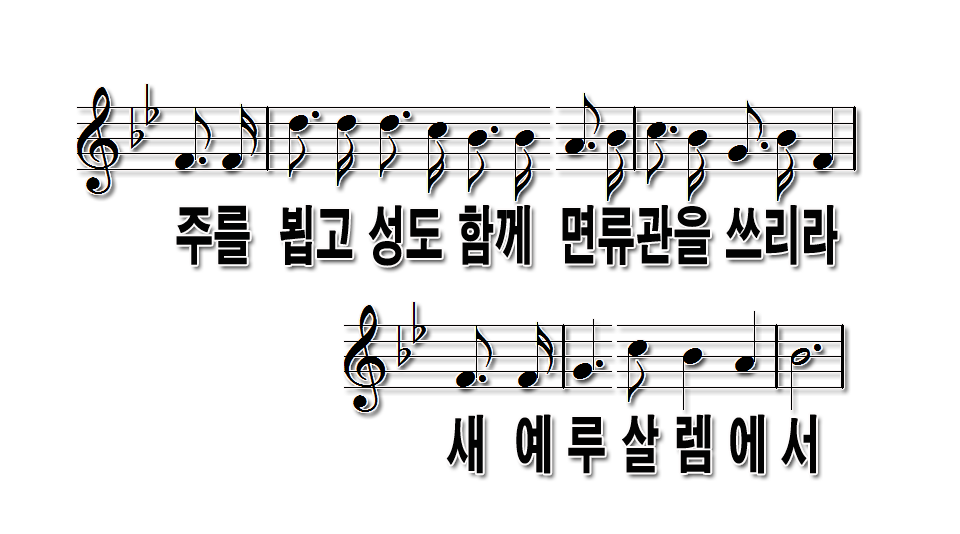 주를 뵙고 성도 함께 면류관을 쓰리라
새 예 루 살 렘 에 서